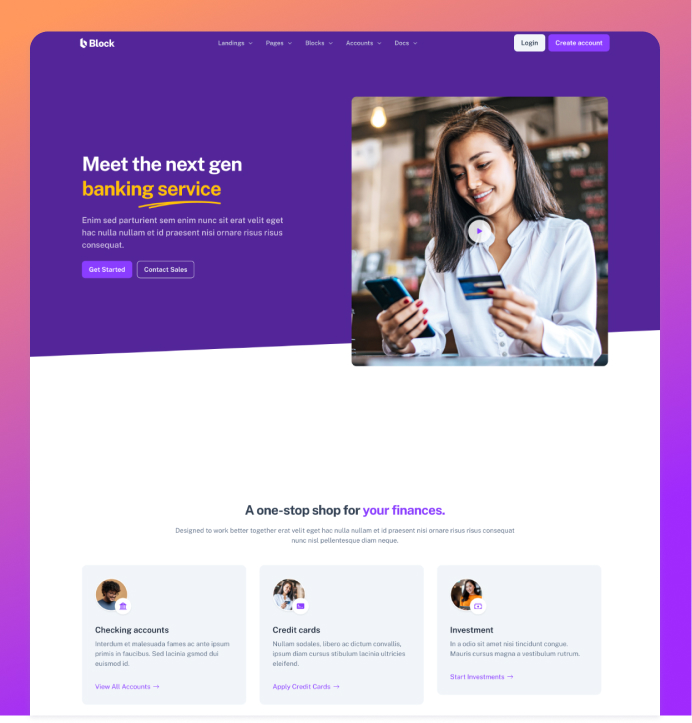 Block
Landings
Pages
Blocks
Accounts
Docs
Login
Create account
Meet the next gen
banking service
Enim sed parturient sem enim nunc sit erat velit eget
hac nulla nullam et id praesent nisi ornare risus risus
consequat.
Get Started
Contact Sales
A one-stop shop for your finances.
Designed to work better together erat velit eget hac nulla nullam et id praesent nisi ornare risus risus consequat
nunc nisl pellentesque diam neque.
Checking accounts
Interdum et malesuada fames ac ante ipsum
primis in faucibus. Sed lacinia gsmod dui
euismod id.
View All Accounts →
Credit cards
Nullam sodales, libero ac dictum convallis,
ipsum diam cursus stibulum lacinia ultricies
eleifend.
Apply Credit Cards →
Investment
In a odio sit amet nisi tincidunt congue.
Mauris cursus magna a vestibulum rutrum.
Start Investments →